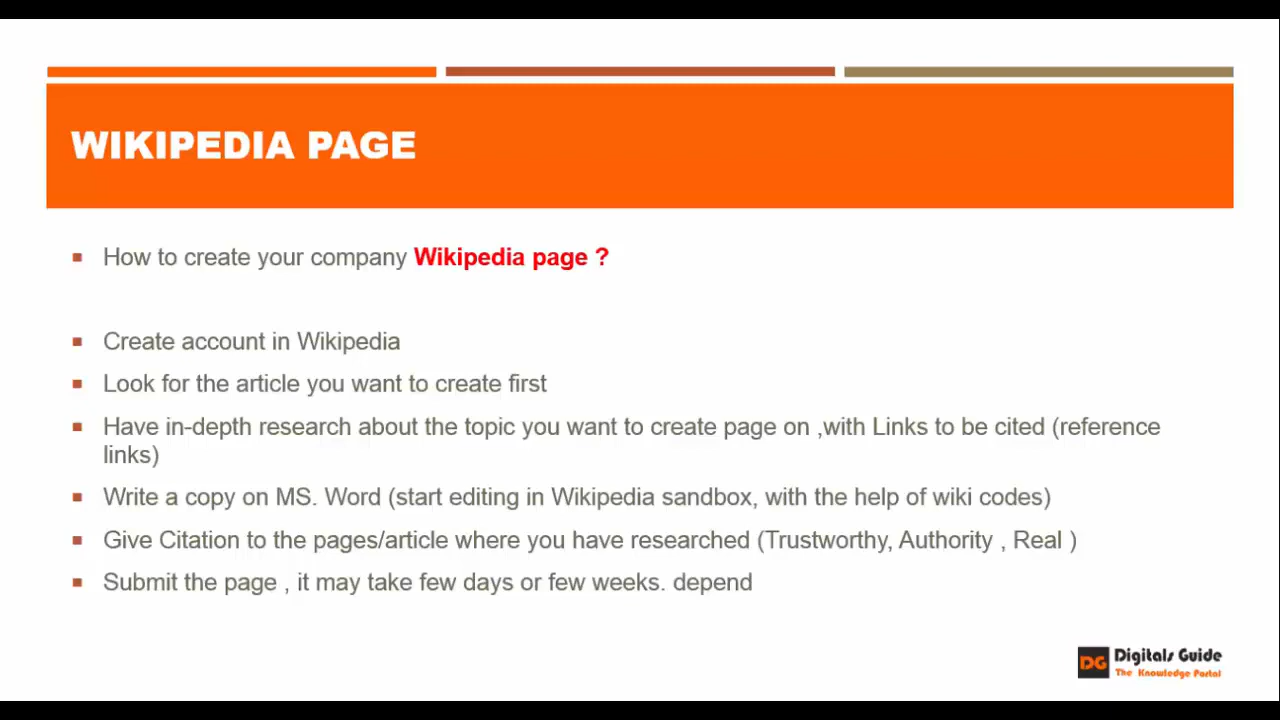 WIKIPEDIA PAGE
How to create your company Wikipedia page ?
Create account in Wikipedia
Look for the article you want to create first
Have in-depth research about the topic you want to create page on ,with Links to be cited (reference
links)
Write a copy on MS. Word (start editing in Wikipedia sandbox, with the help of wiki codes)
Give Citation to the pages/article where you have researched (Trustworthy, Authority , Real )
Submit the page , it may take few days or few weeks. depend
DG Digitals Guide
The Knowledge Portal